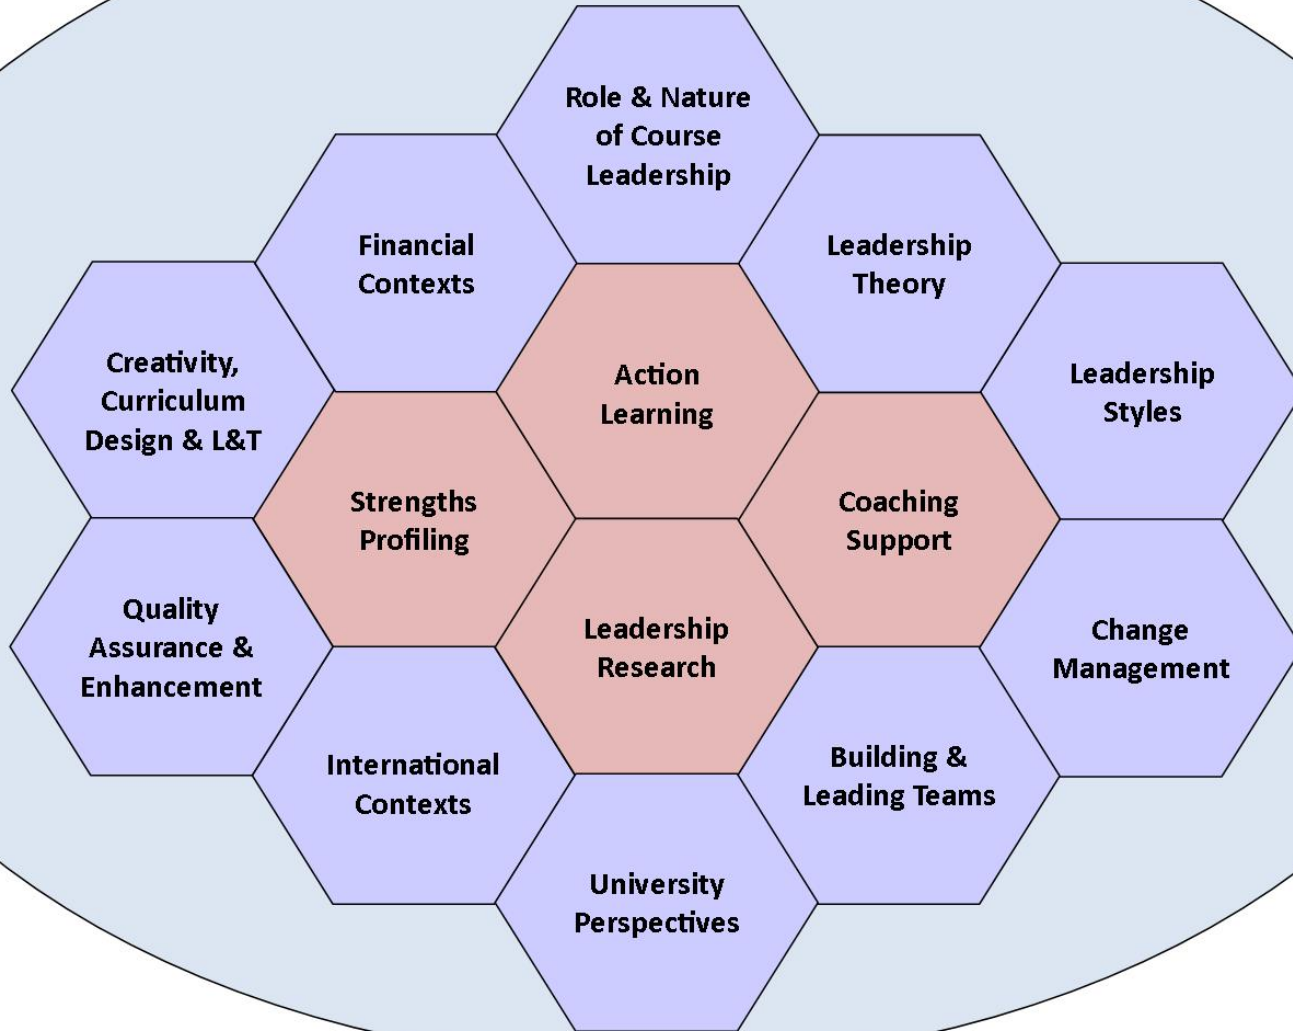 Role & Nature
of Course
Leadership
Financial
Contexts
Leadership
Theory
Creativity,
Curriculum
Design & L&T
Action
Learning
Leadership
Styles
Strengths
Profiling
Coaching
Support
Quality
Assurance &
Enhancement
Leadership
Research
Change
Management
International
Contexts
Building &
Leading Teams
University
Perspectives